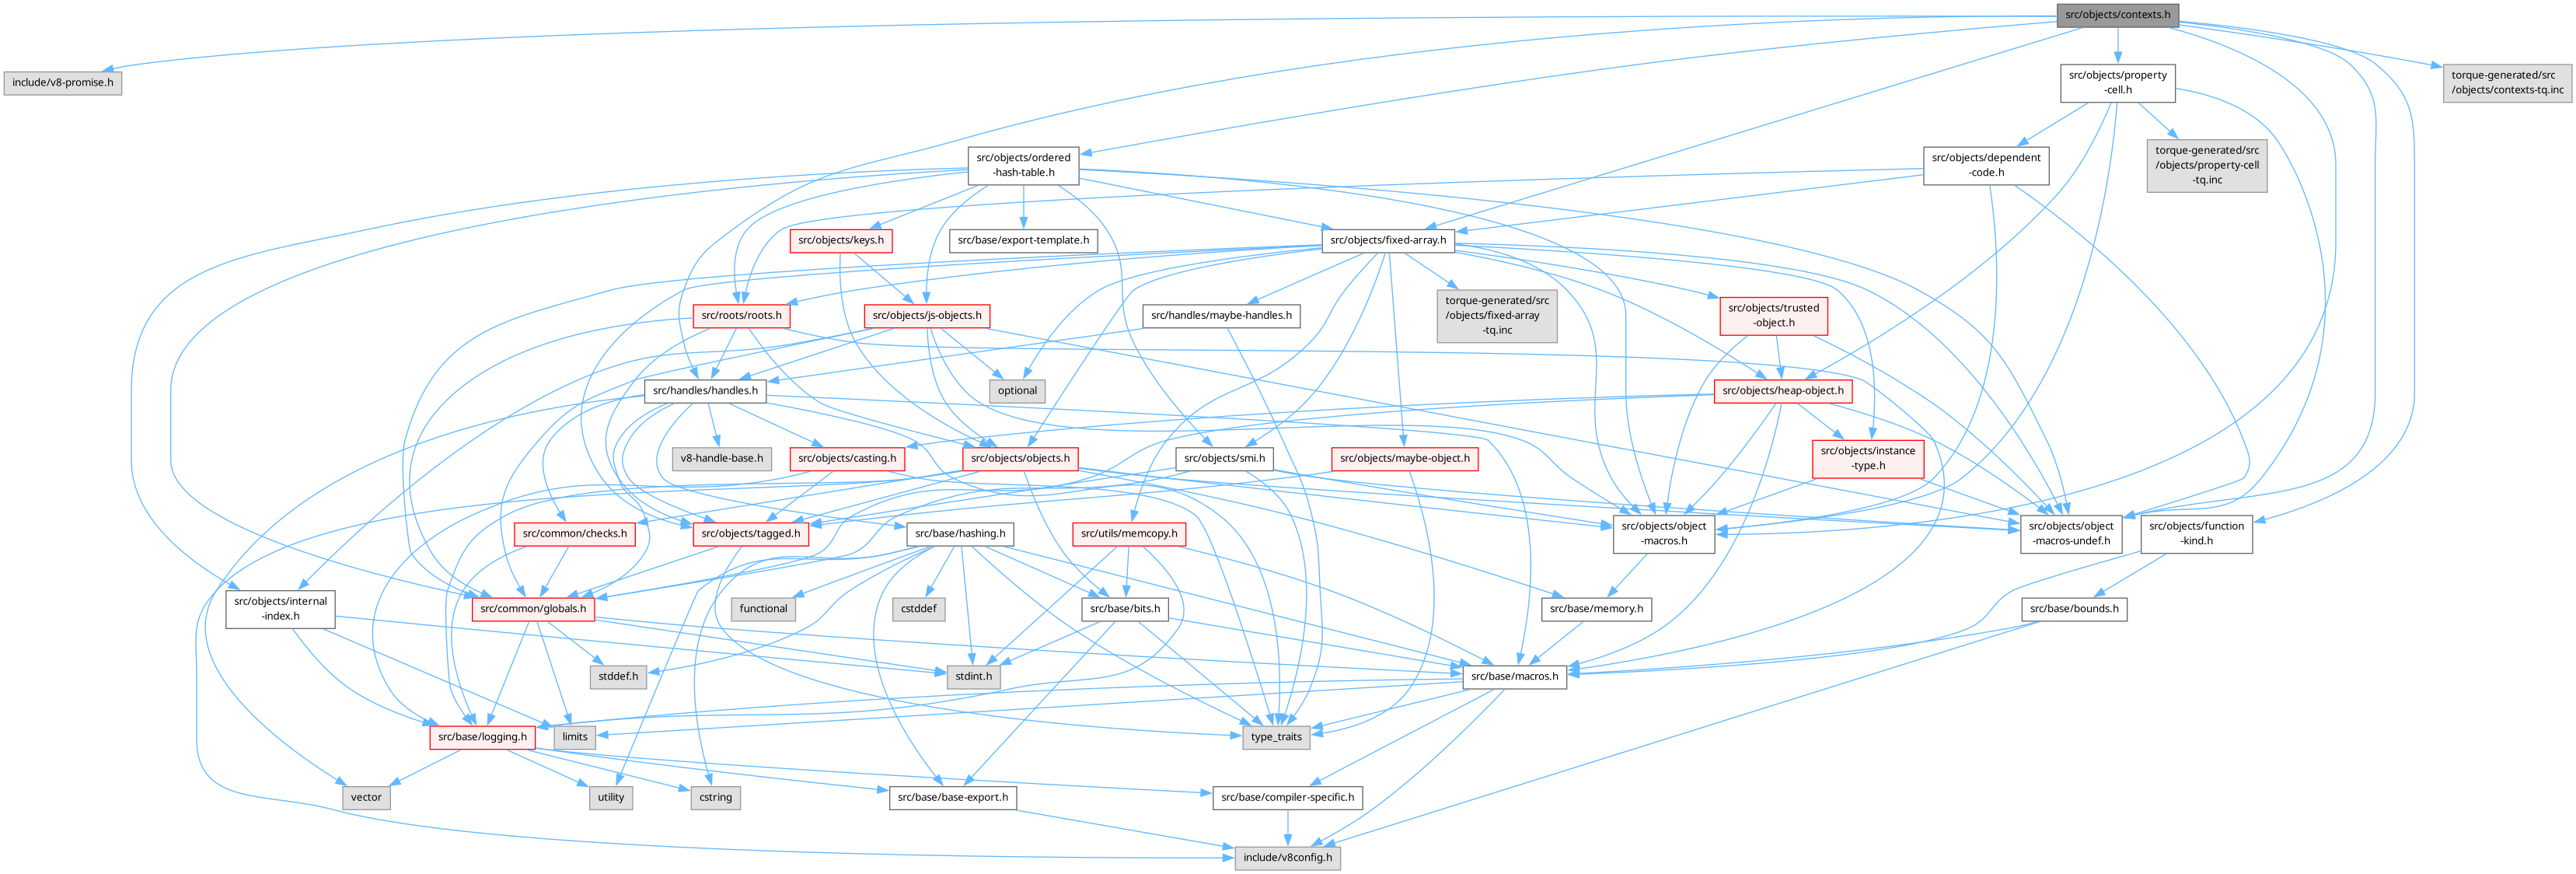 src/objects/contexts.h
include/v8-promise.h
src/objects/property
-cell.h
torque-generated/src
/objects/contexts-tq.inc
src/objects/ordered
-hash-table.h
src/objects/dependent
-code.h
torque-generated/src
/objects/property-cell
-tq.inc
src/objects/keys.h
src/base/export-template.h
src/objects/fixed-array.h
src/roots/roots.h
src/objects/js-objects.h
src/handles/maybe-handles.h
torque-generated/src
/objects/fixed-array
-tq.inc
src/objects/trusted
-object.h
src/handles/handles.h
optional
src/objects/heap-object.h
v8-handle-base.h
src/objects/casting.h
src/objects/objects.h
src/objects/smi.h
src/objects/maybe-object.h
src/objects/instance
-type.h
src/common/checks.h
src/objects/tagged.h
src/base/hashing.h
src/utils/memcopy.h
src/objects/object
-macros.h
src/objects/object
-macros-undef.h
src/objects/function
-kind.h
src/objects/internal
-index.h
src/common/globals.h
functional
cstddef
src/base/bits.h
src/base/memory.h
src/base/bounds.h
stddef.h
stdint.h
src/base/macros.h
src/base/logging.h
limits
type_traits
vector
utility
cstring
src/base/base-export.h
src/base/compiler-specific.h
include/v8config.h